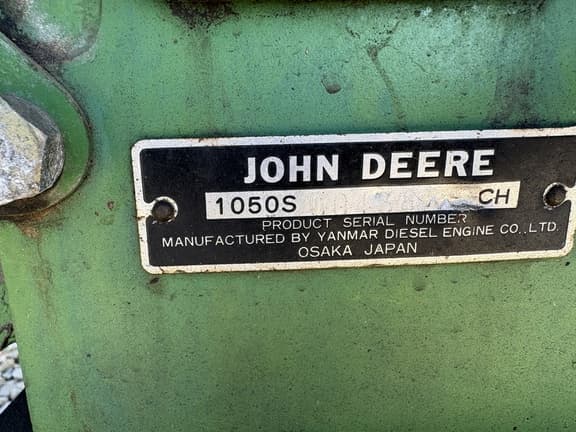 JOHN DEERE
1050S CH
PRODUCT SERIAL NUMBER
MANUFACTURED BY YANMAR DIESEL ENGINE CO.,LTD.
OSAKA JAPAN